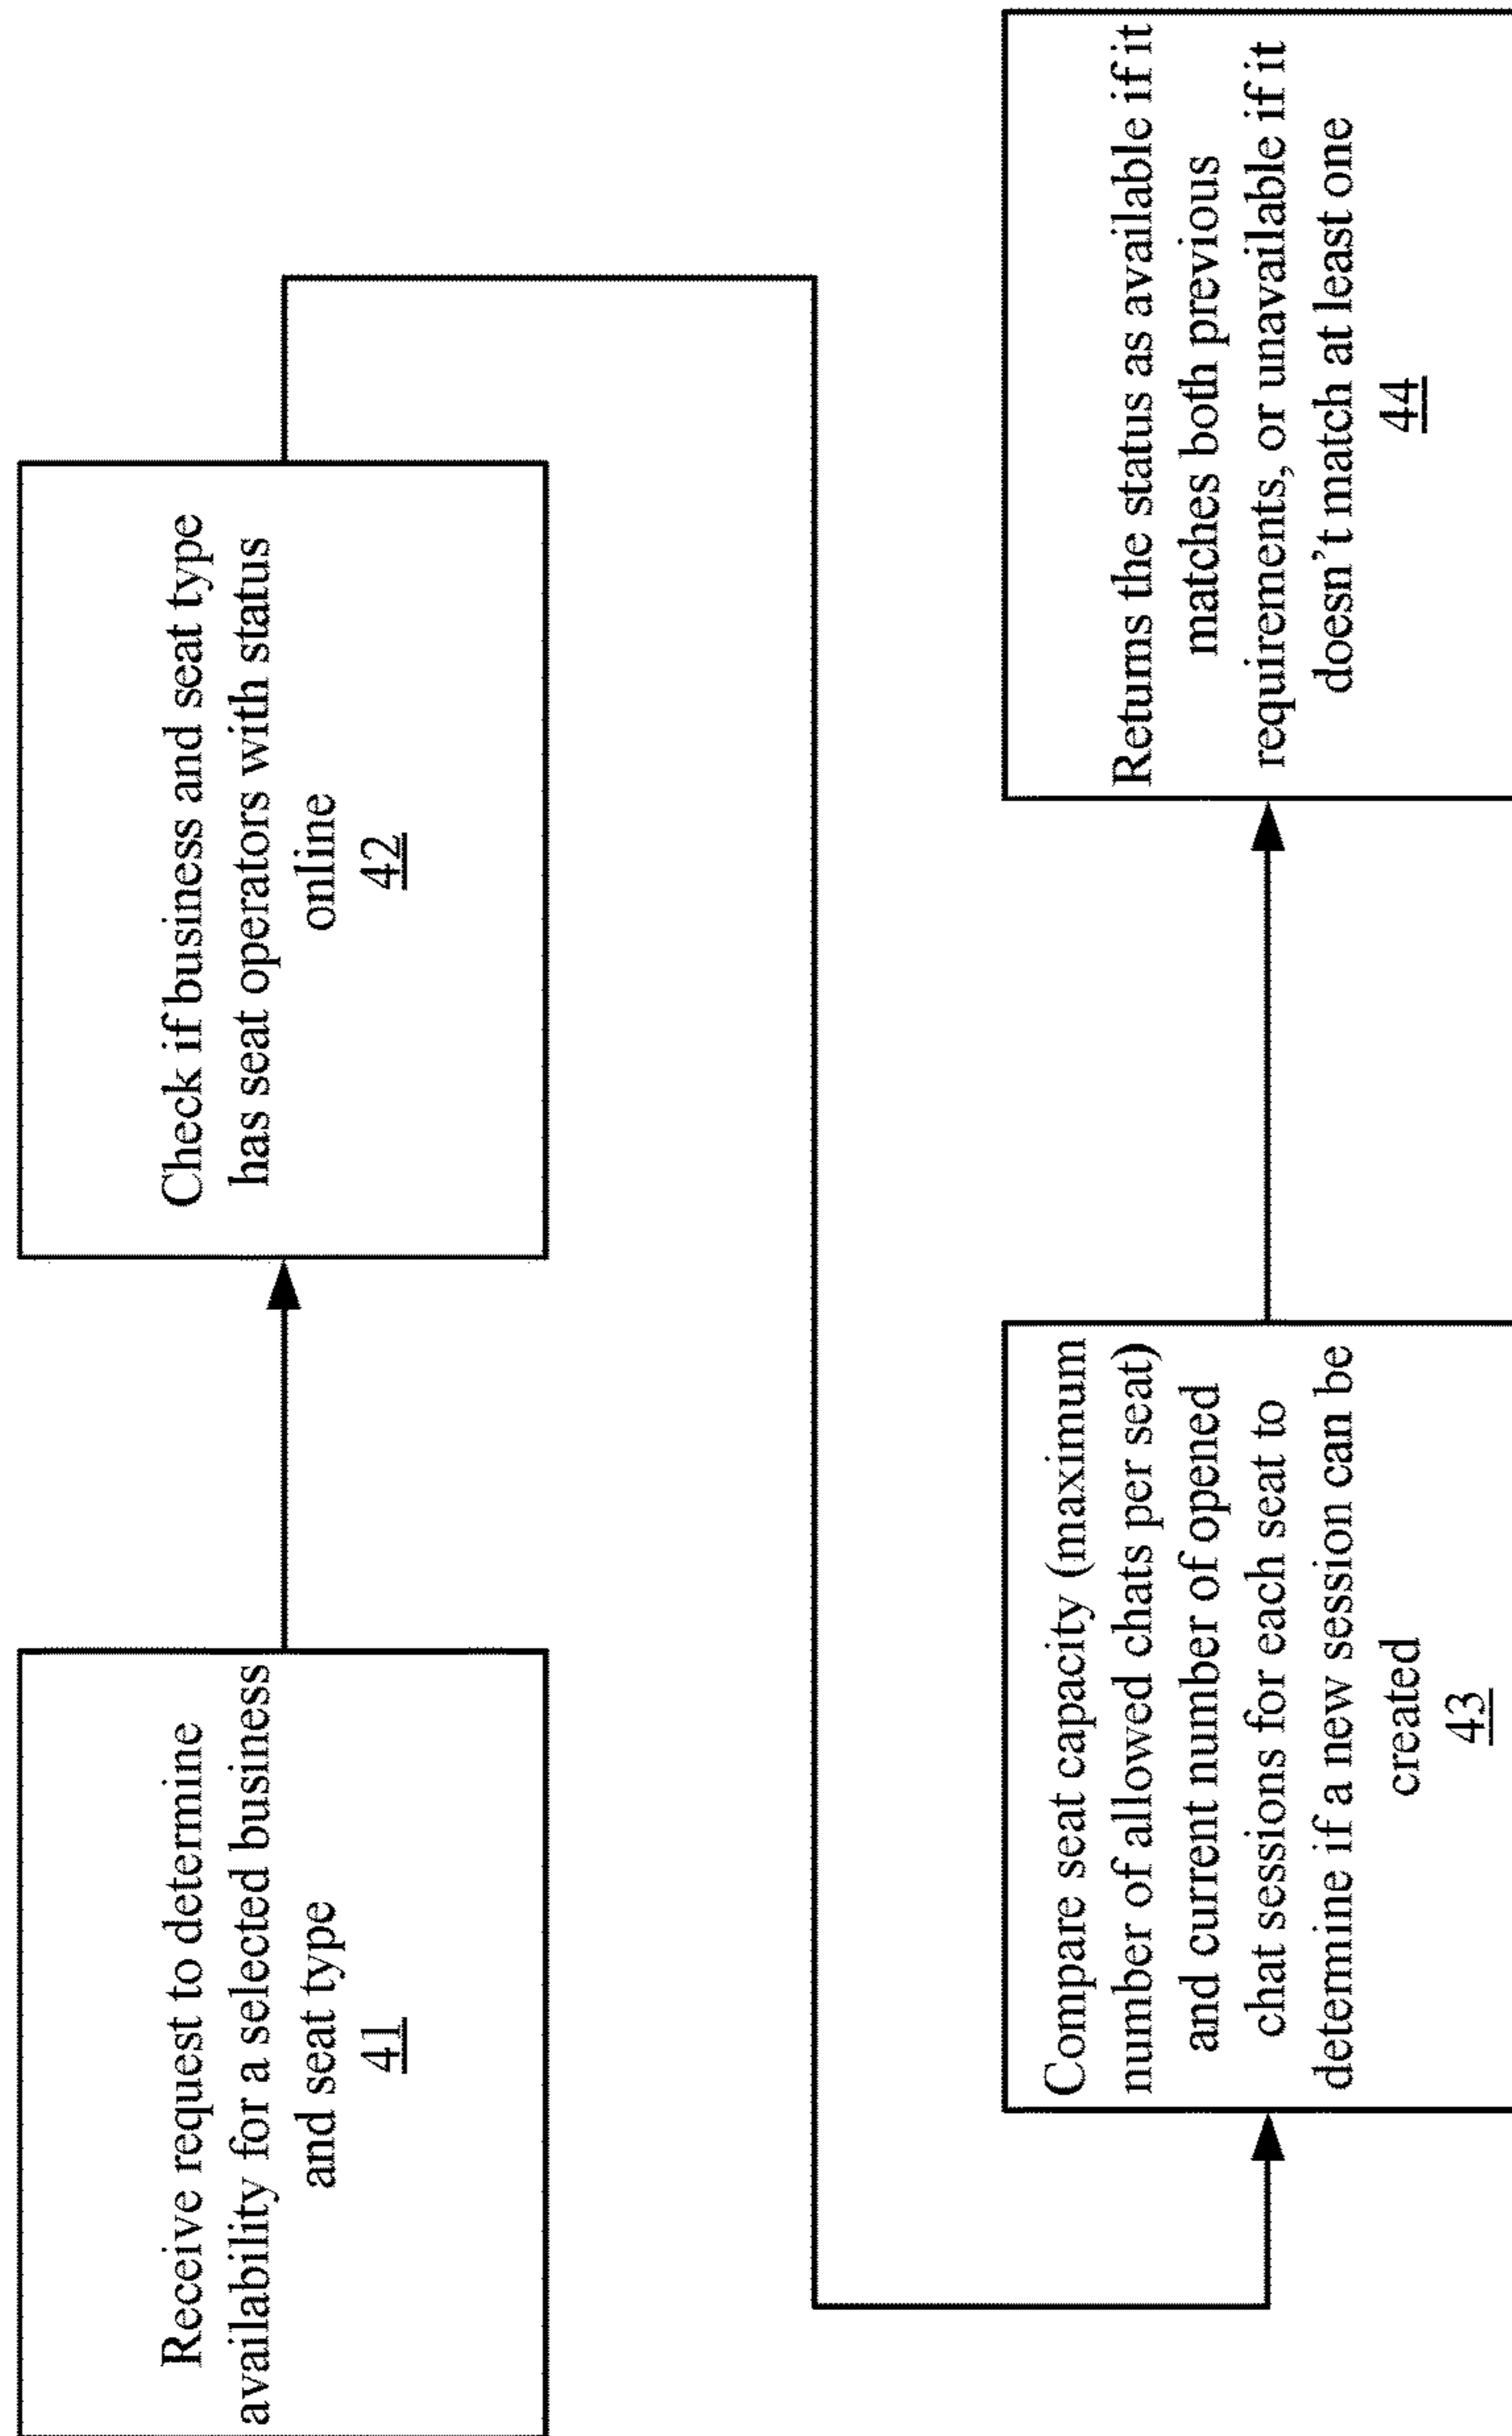 Receive request to determine
availability for a selected business
and seat type
41
Check if business and seat type
has seat operators with status
online
42
Compare seat capacity (maximum
number of allowed chats per seat)
and current number of opened
chat sessions for each seat to
determine if a new session can be
created
43
Returns the status as available if it
matches both previous
requirements, or unavailable if it
doesn't match at least one
44